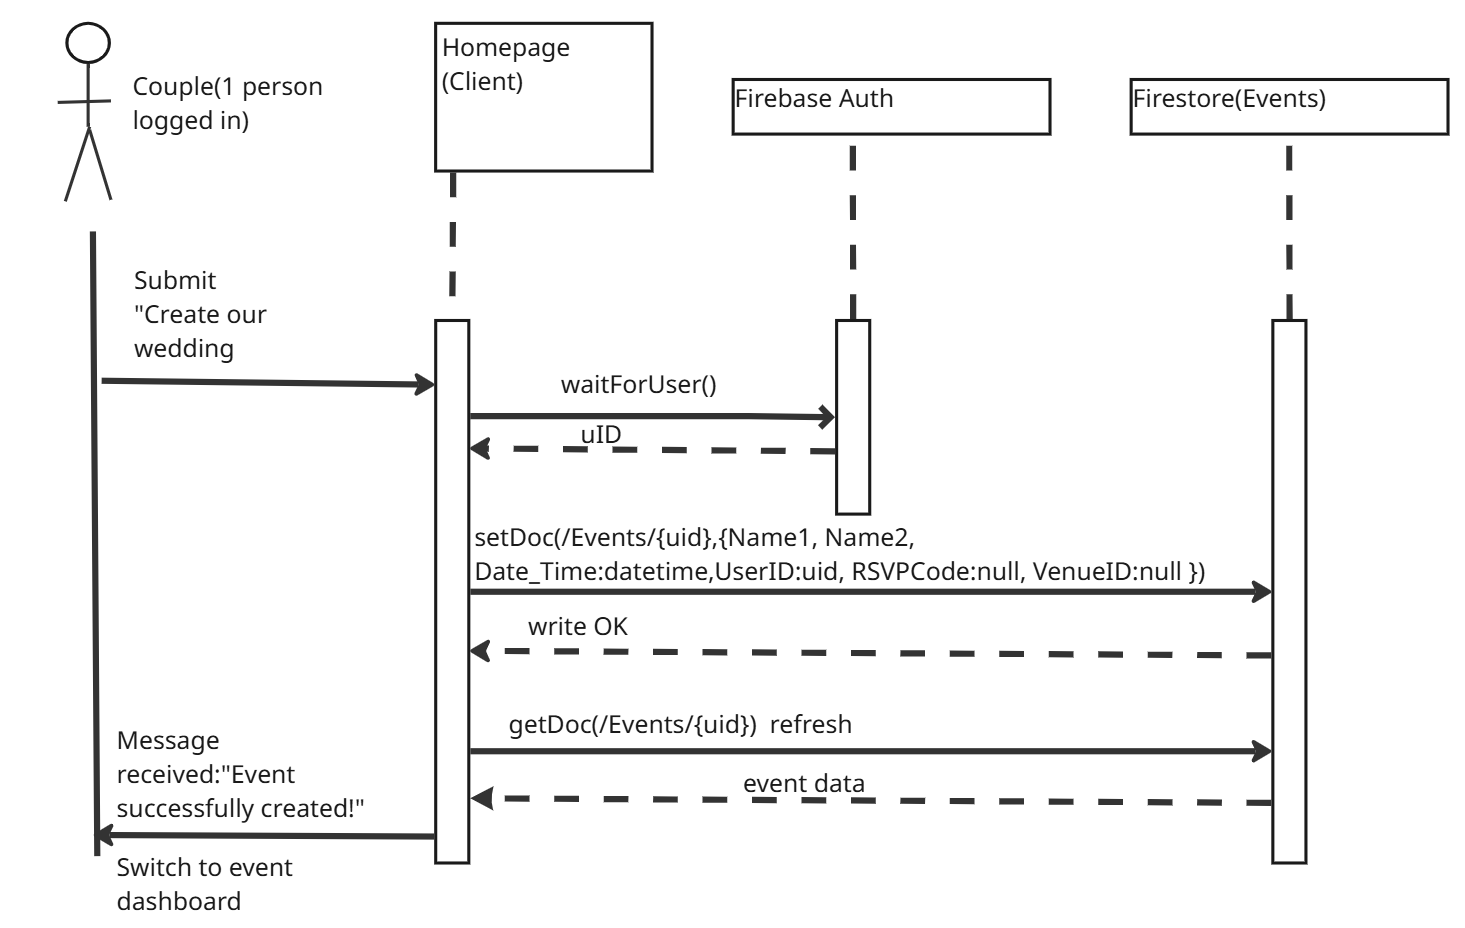 Couple(1 person
logged in)
Homepage
(Client)
Firebase Auth
Firestore(Events)
Submit
"Create our
wedding
waitForUser()
uID
setDoc(/Events/{uid},{Name1, Name2,
Date_Time:datetime,UserID:uid, RSVPCode:null, VenueID:null })
write OK
getDoc(/Events/{uid})  refresh
event data
Message
received:"Event
successfully created!"
Switch to event
dashboard